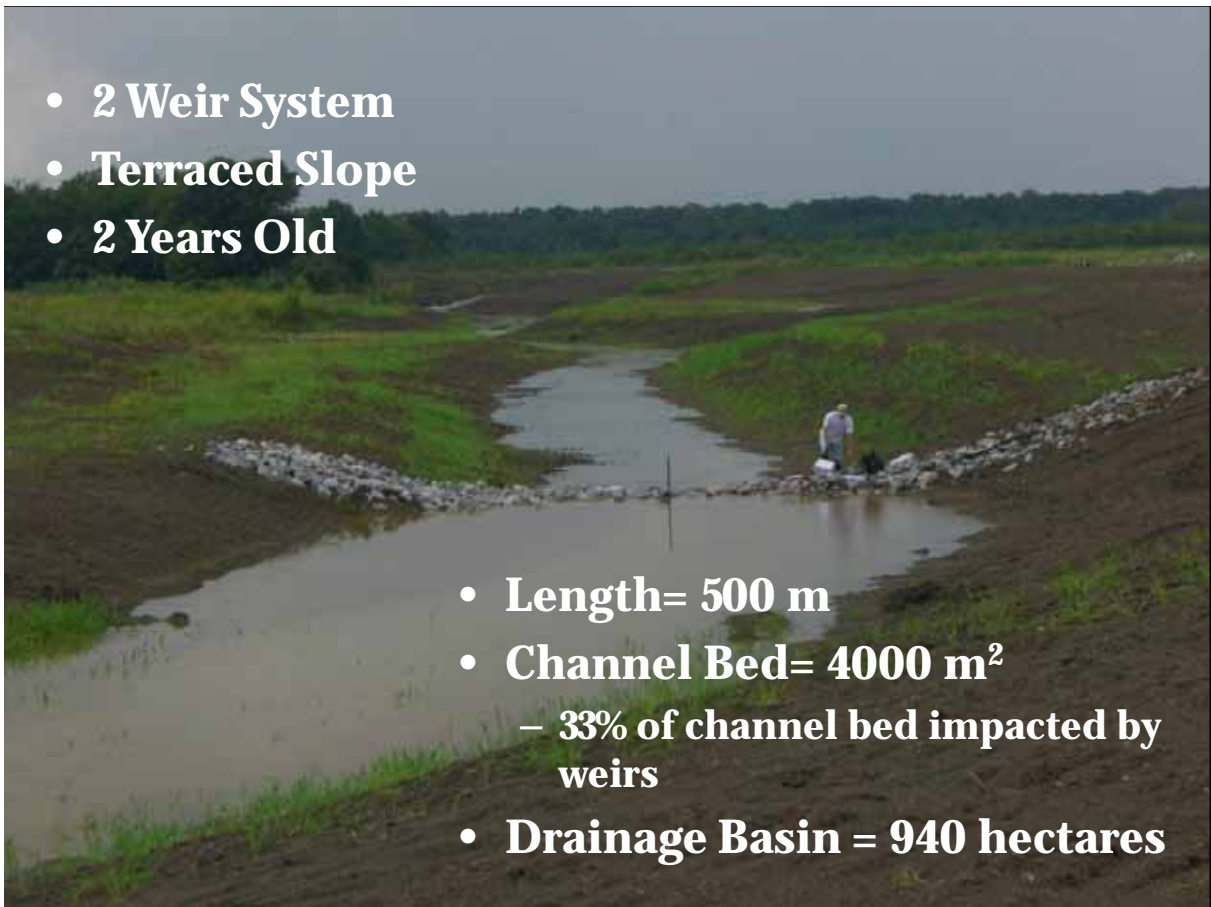 • 2 Weir System
• Terraced Slope
• 2 Years Old
• Length= 500 m
• Channel Bed= 4000 m²
– 33% of channel bed impacted by
weirs
• Drainage Basin = 940 hectares